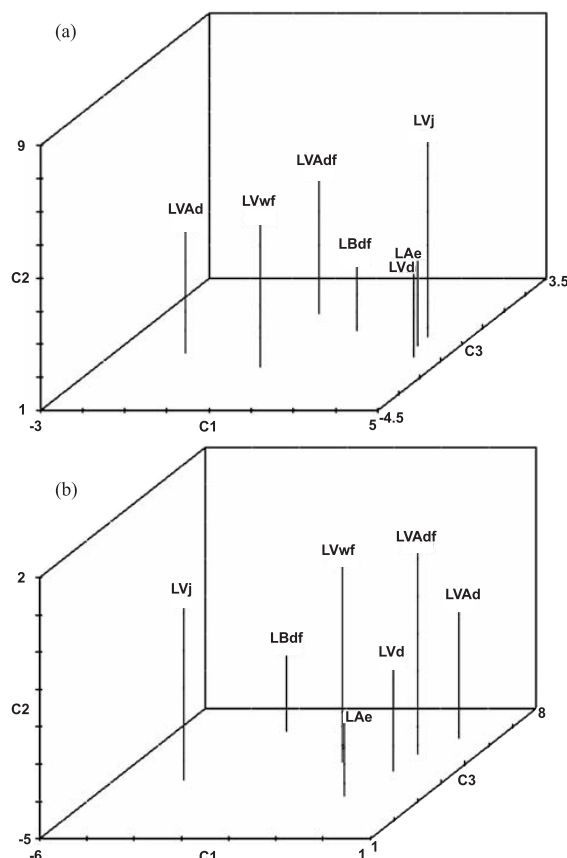 (a)
LVj
9
LVAdf
LVAd
LVwf
LBdf
LAe
LVd
C2
3.5
C3
1
-3
C1
5
-4.5
(b)
LVAdf
LVwf
2
LVj
LVAd
LBdf
LVd
C2
LAe
8
C3
-5
-6
C1
1
1